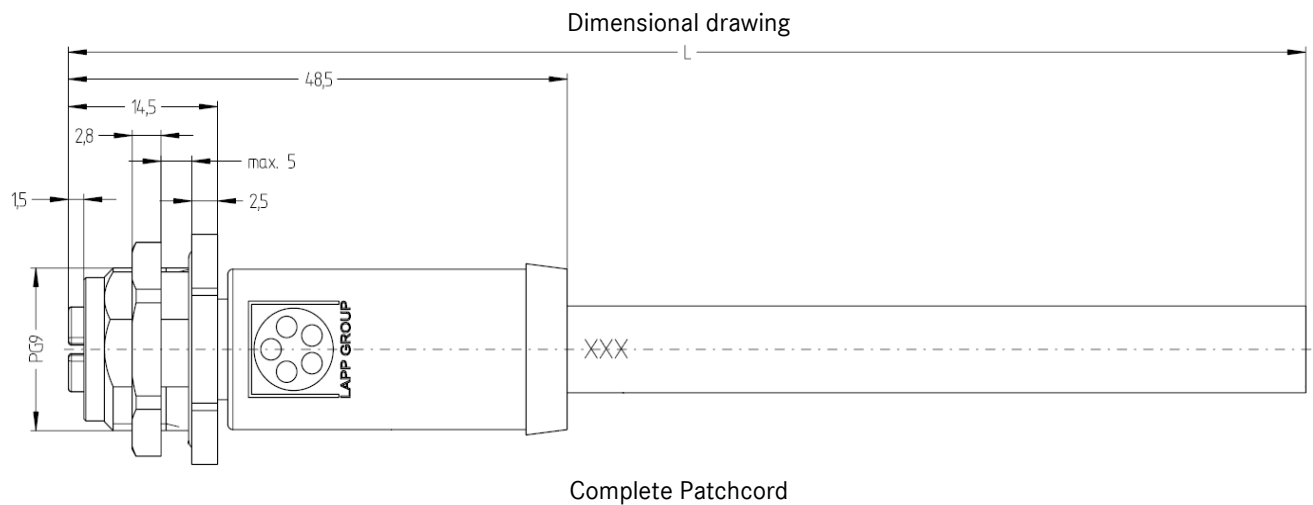 Dimensional drawing
L
48,5
14,5
2,8
max. 5
1,5
2,5
PG9
LAPP GROUP
XXX
Complete Patchcord